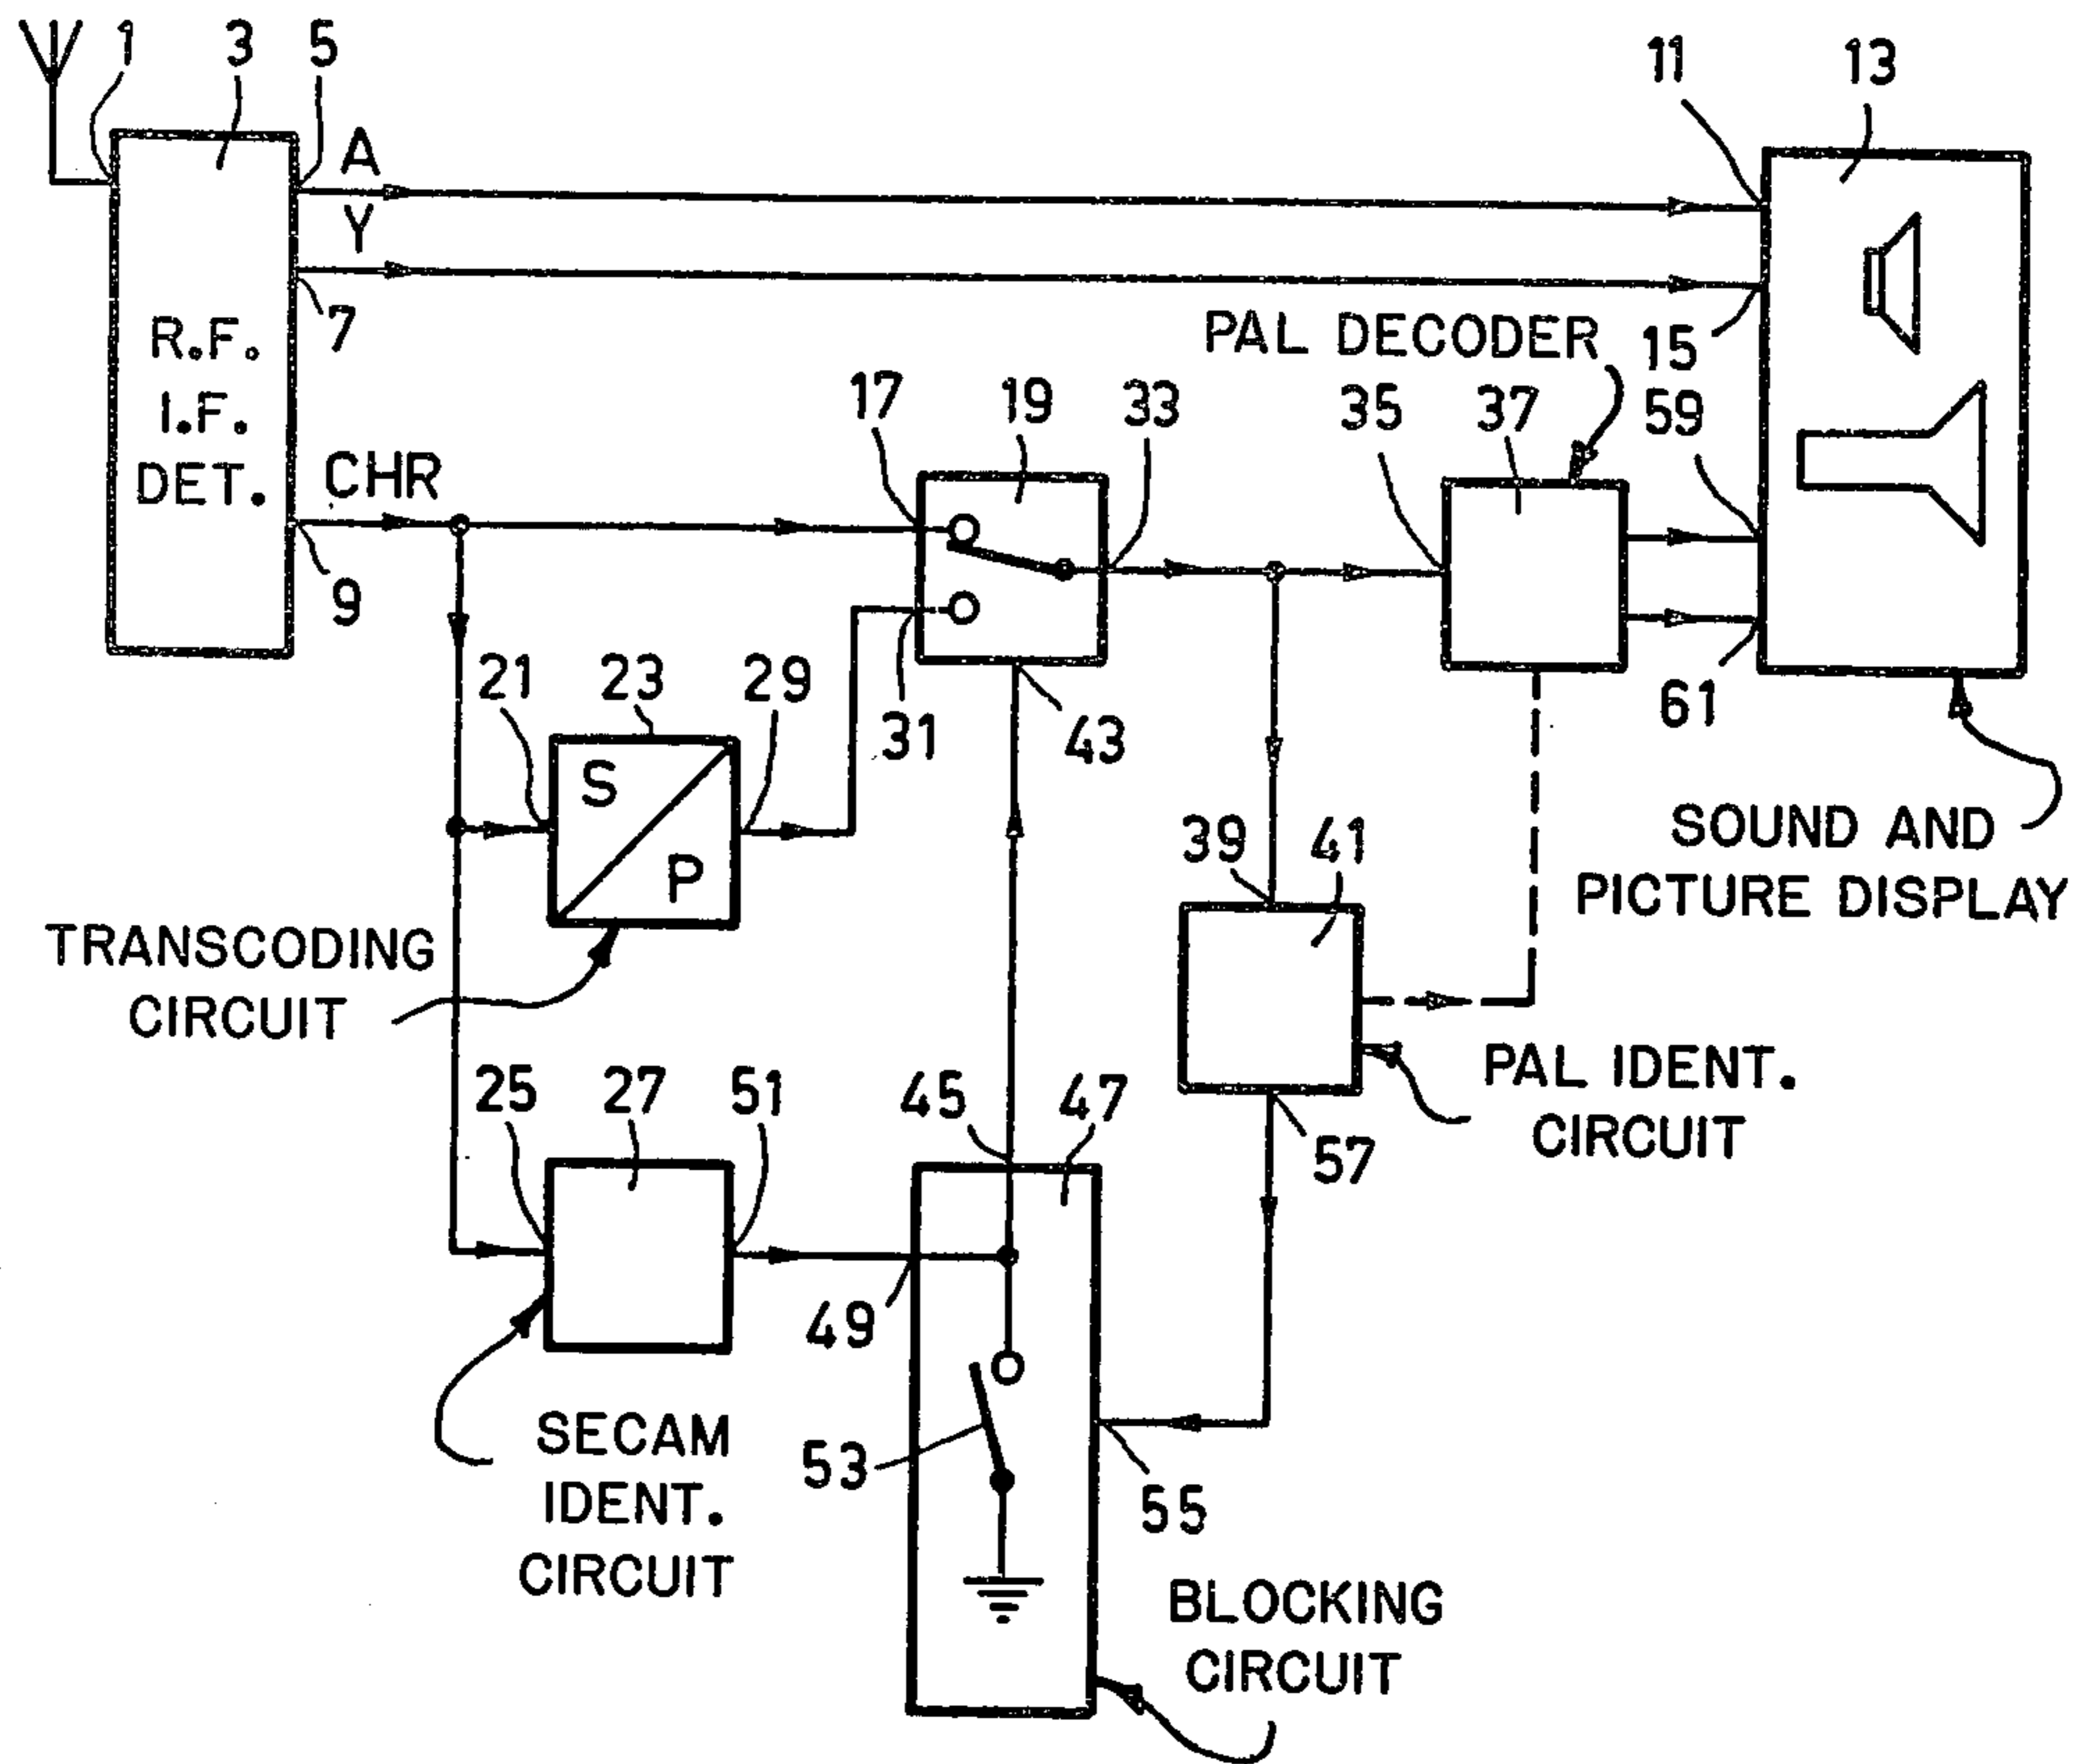 1 3 5 11 13
A
Y
7
R.F.
I.F.
DET.
PAL DECODER
15
17 19 33 35 37 59
CHR
9
21 23 29 31 43 61
S
P
SOUND AND
PICTURE DISPLAY
39 41
TRANSCODING
CIRCUIT
25 27 51 45 47
PAL IDENT.
CIRCUIT
57
49
SECAM
IDENT.
CIRCUIT
53
55
BLOCKING
CIRCUIT